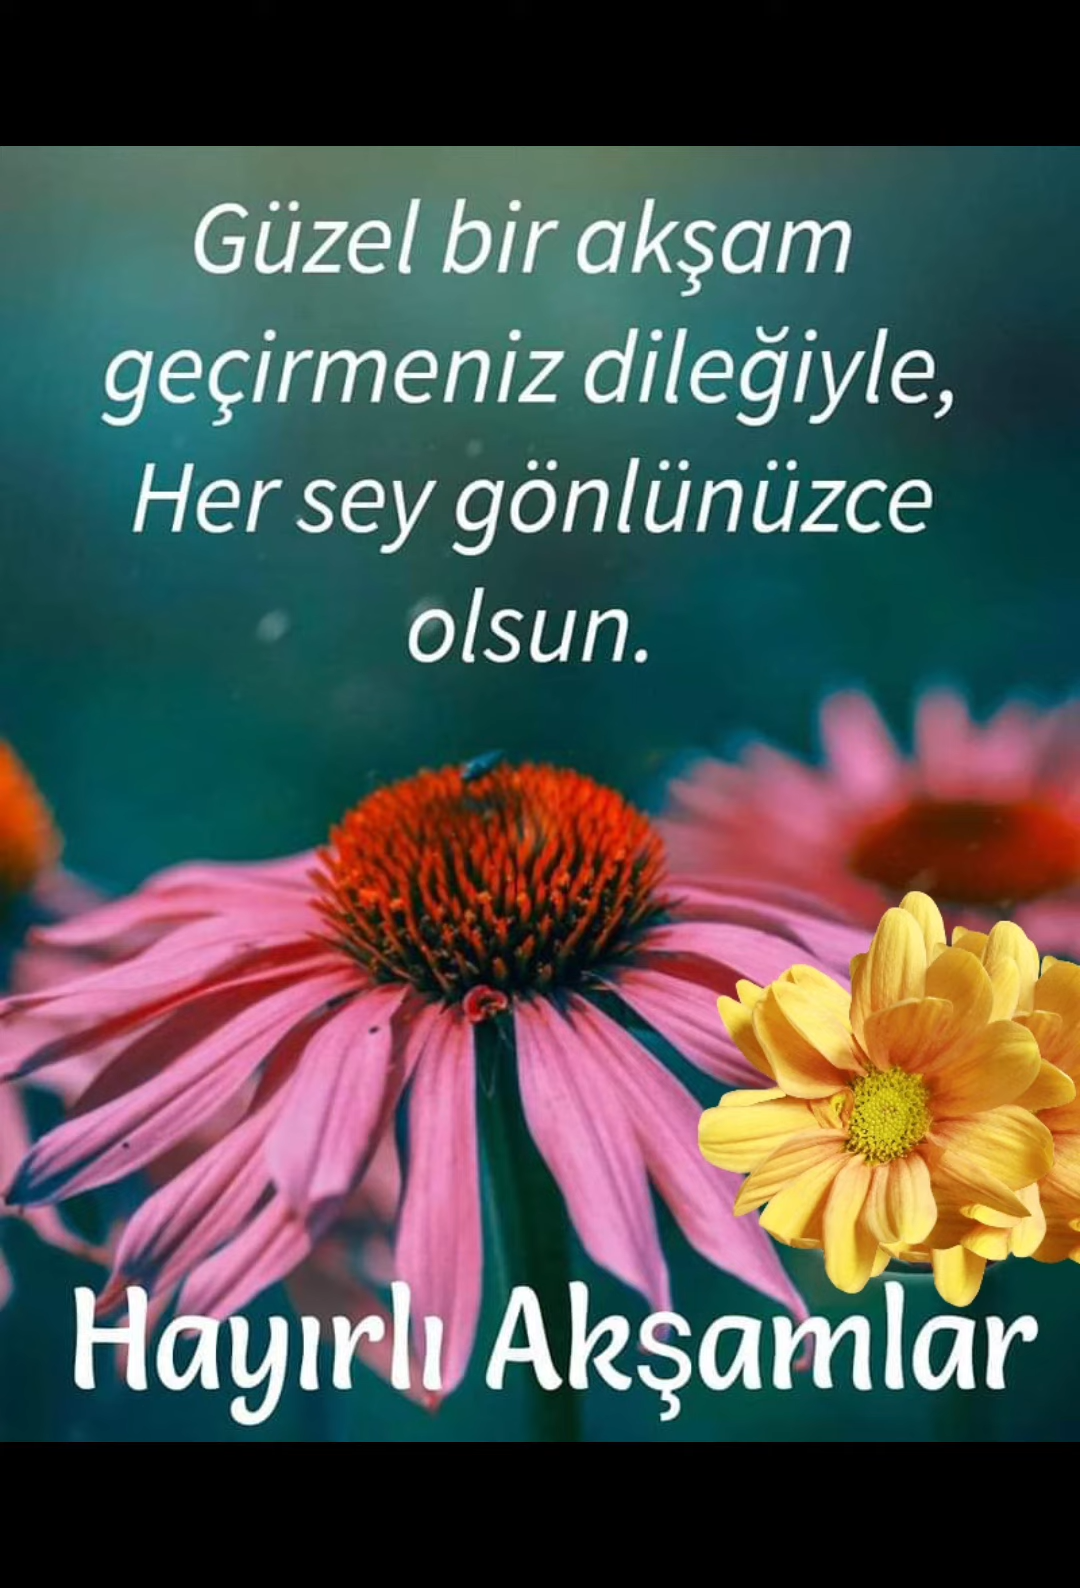 Güzel bir akşam
geçirmeniz dileğiyle,
Her sey gönlünüzce
olsun.
Hayırlı Akşamlar